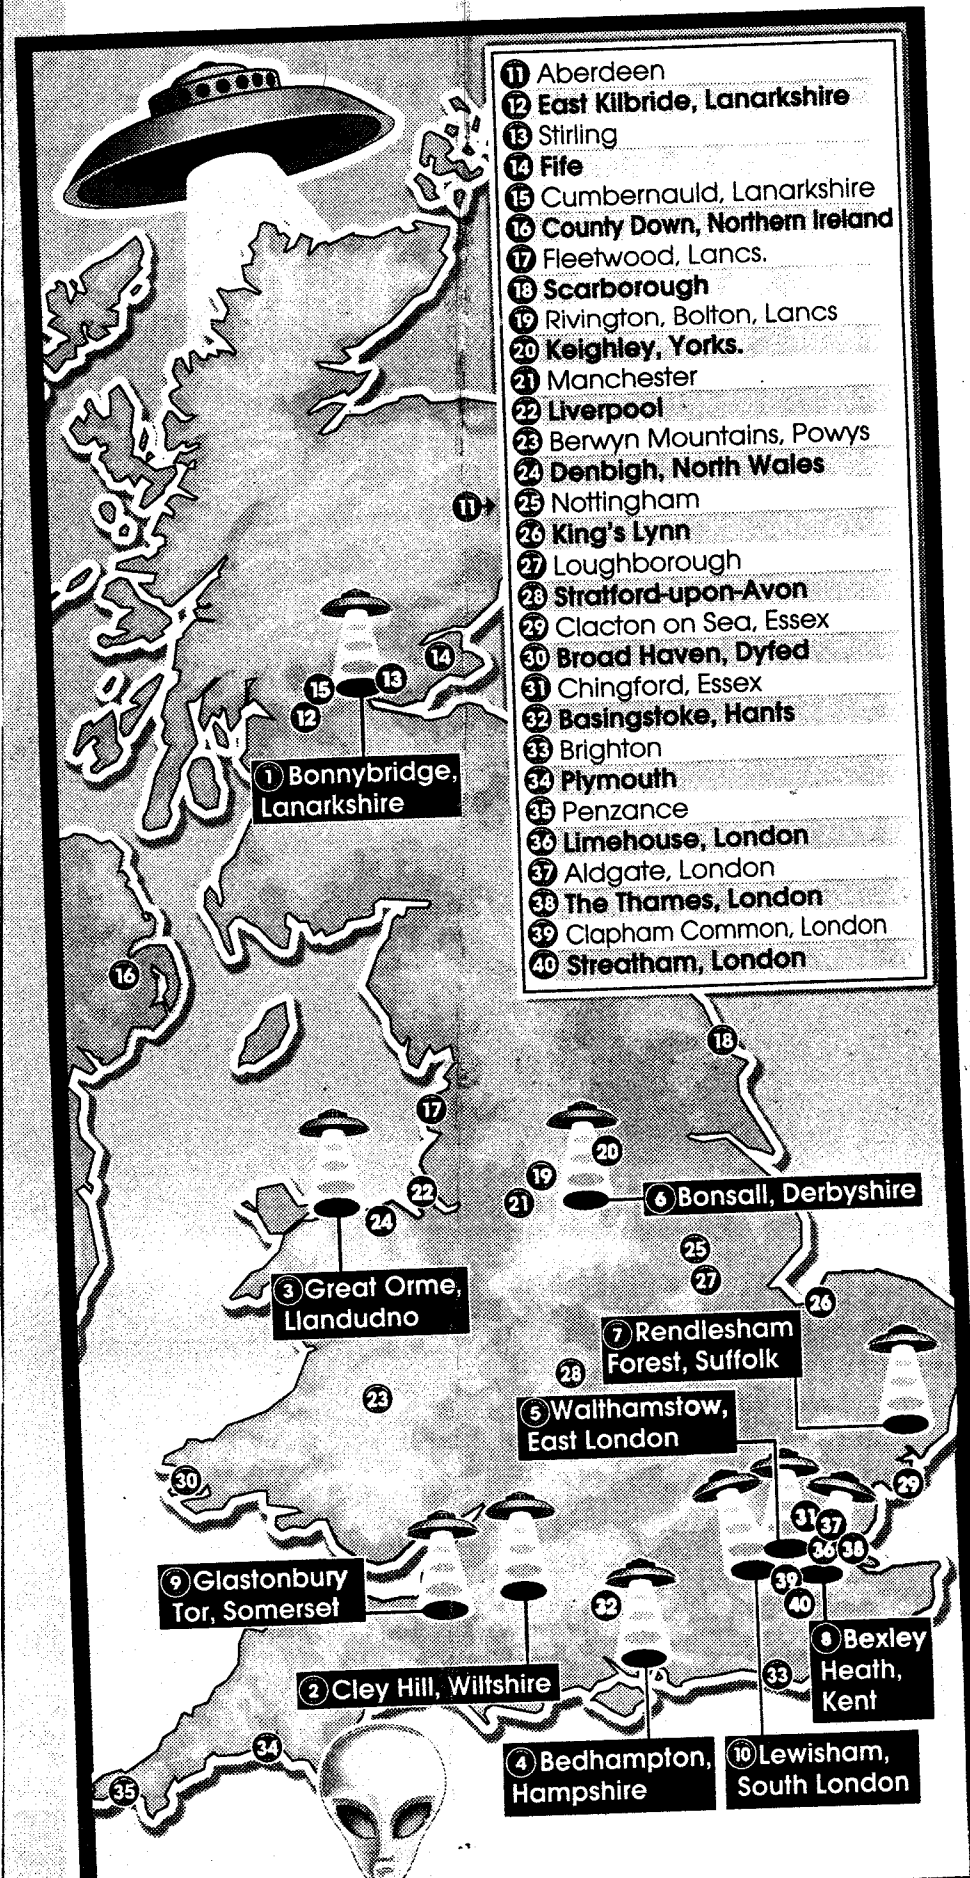 11 Aberdeen
12 East Kilbride, Lanarkshire
13 Stirling
14 Fife
15 Cumbernauld, Lanarkshire
16 County Down, Northern Ireland
17 Fleetwood, Lancs.
18 Scarborough
19 Rivington, Bolton, Lancs
20 Keighley, Yorks.
21 Manchester
22 Liverpool
23 Berwyn Mountains, Powys
24 Denbigh, North Wales
25 Nottingham
26 King's Lynn
27 Loughborough
28 Stratford-upon-Avon
29 Clacton on Sea, Essex
30 Broad Haven, Dyfed
31 Chingford, Essex
32 Basingstoke, Hants
33 Brighton
34 Plymouth
35 Penzance
36 Limehouse, London
37 Aldgate, London
38 The Thames, London
39 Clapham Common, London
40 Streatham, London
11
14
13
15
12
1 Bonnybridge,
Lanarkshire
16
18
17
20
19
22
21
24
6 Bonsall, Derbyshire
25
27
3 Great Orme,
Llandudno
26
7 Rendlesham
Forest, Suffolk
28
23
5 Walthamstow,
East London
30
29
31
37
36
38
9 Glastonbury
Tor, Somerset
39
40
32
8 Bexley
Heath,
Kent
33
2 Cley Hill, Wiltshire
34
4 Bedhampton,
Hampshire
10 Lewisham,
South London
35